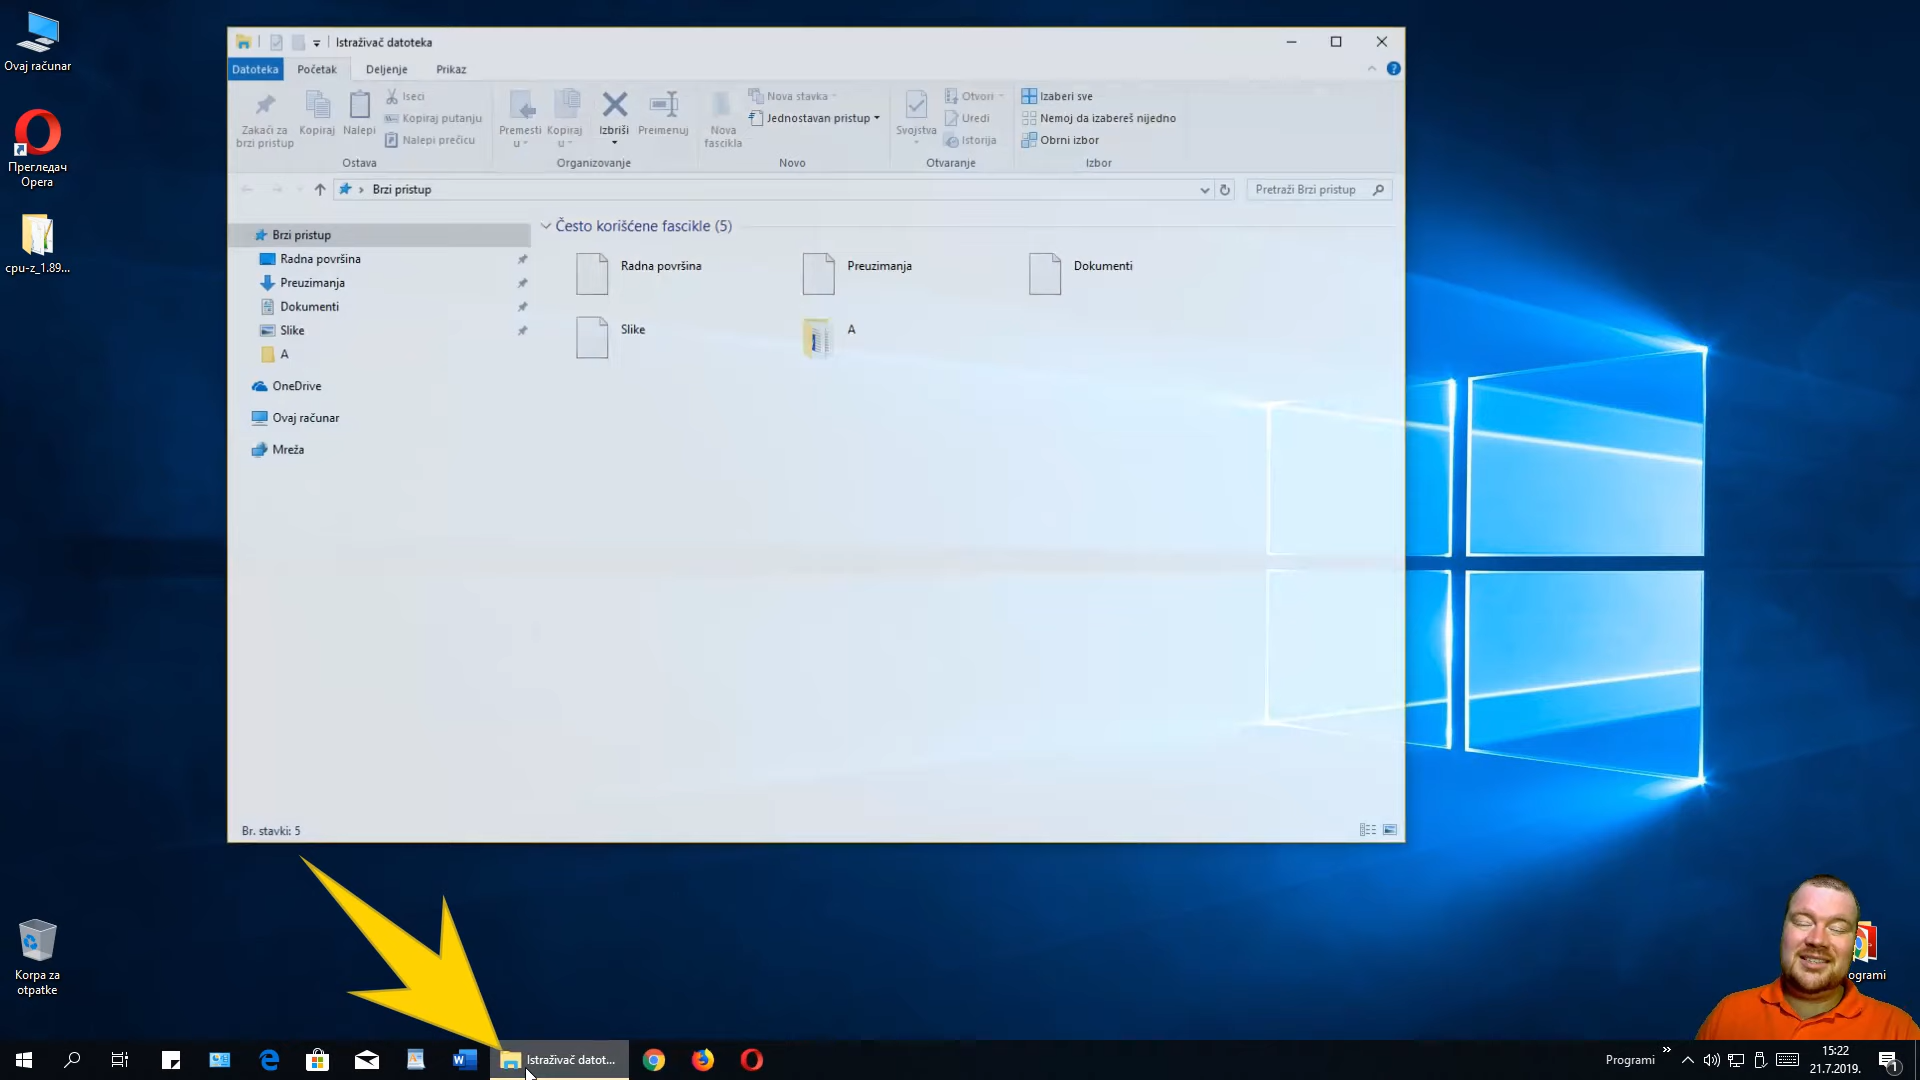 Ovaj računar
Прегледач
Opera
cpu-z_1.89...
Korpa za
otpatke
Istraživač datoteka
Datoteka
Početak
Deljenje
Prikaz
Zakači za
brzi pristup
Kopiraj
Nalepi
Iseci
Kopiraj putanju
Nalepi prečicu
Ostava
Premesti
u
Kopiraj
u
Izbriši
Preimenuj
Organizovanje
Nova
fascikla
Nova stavka
Jednostavan pristup
Novo
Svojstva
Otvori
Uredi
Istorija
Otvaranje
Izaberi sve
Nemoj da izabereš nijedno
Obrni izbor
Izbor
Brzi pristup
Pretraži Brzi pristup
Brzi pristup
Radna površina
Preuzimanja
Dokumenti
Slike
A
OneDrive
Ovaj računar
Mreža
Često korišćene fascikle (5)
Radna površina
Preuzimanja
Dokumenti
Slike
A
Br. stavki: 5
ogrami
Istraživač datot...
Programi
15:22
21.7.2019.
1